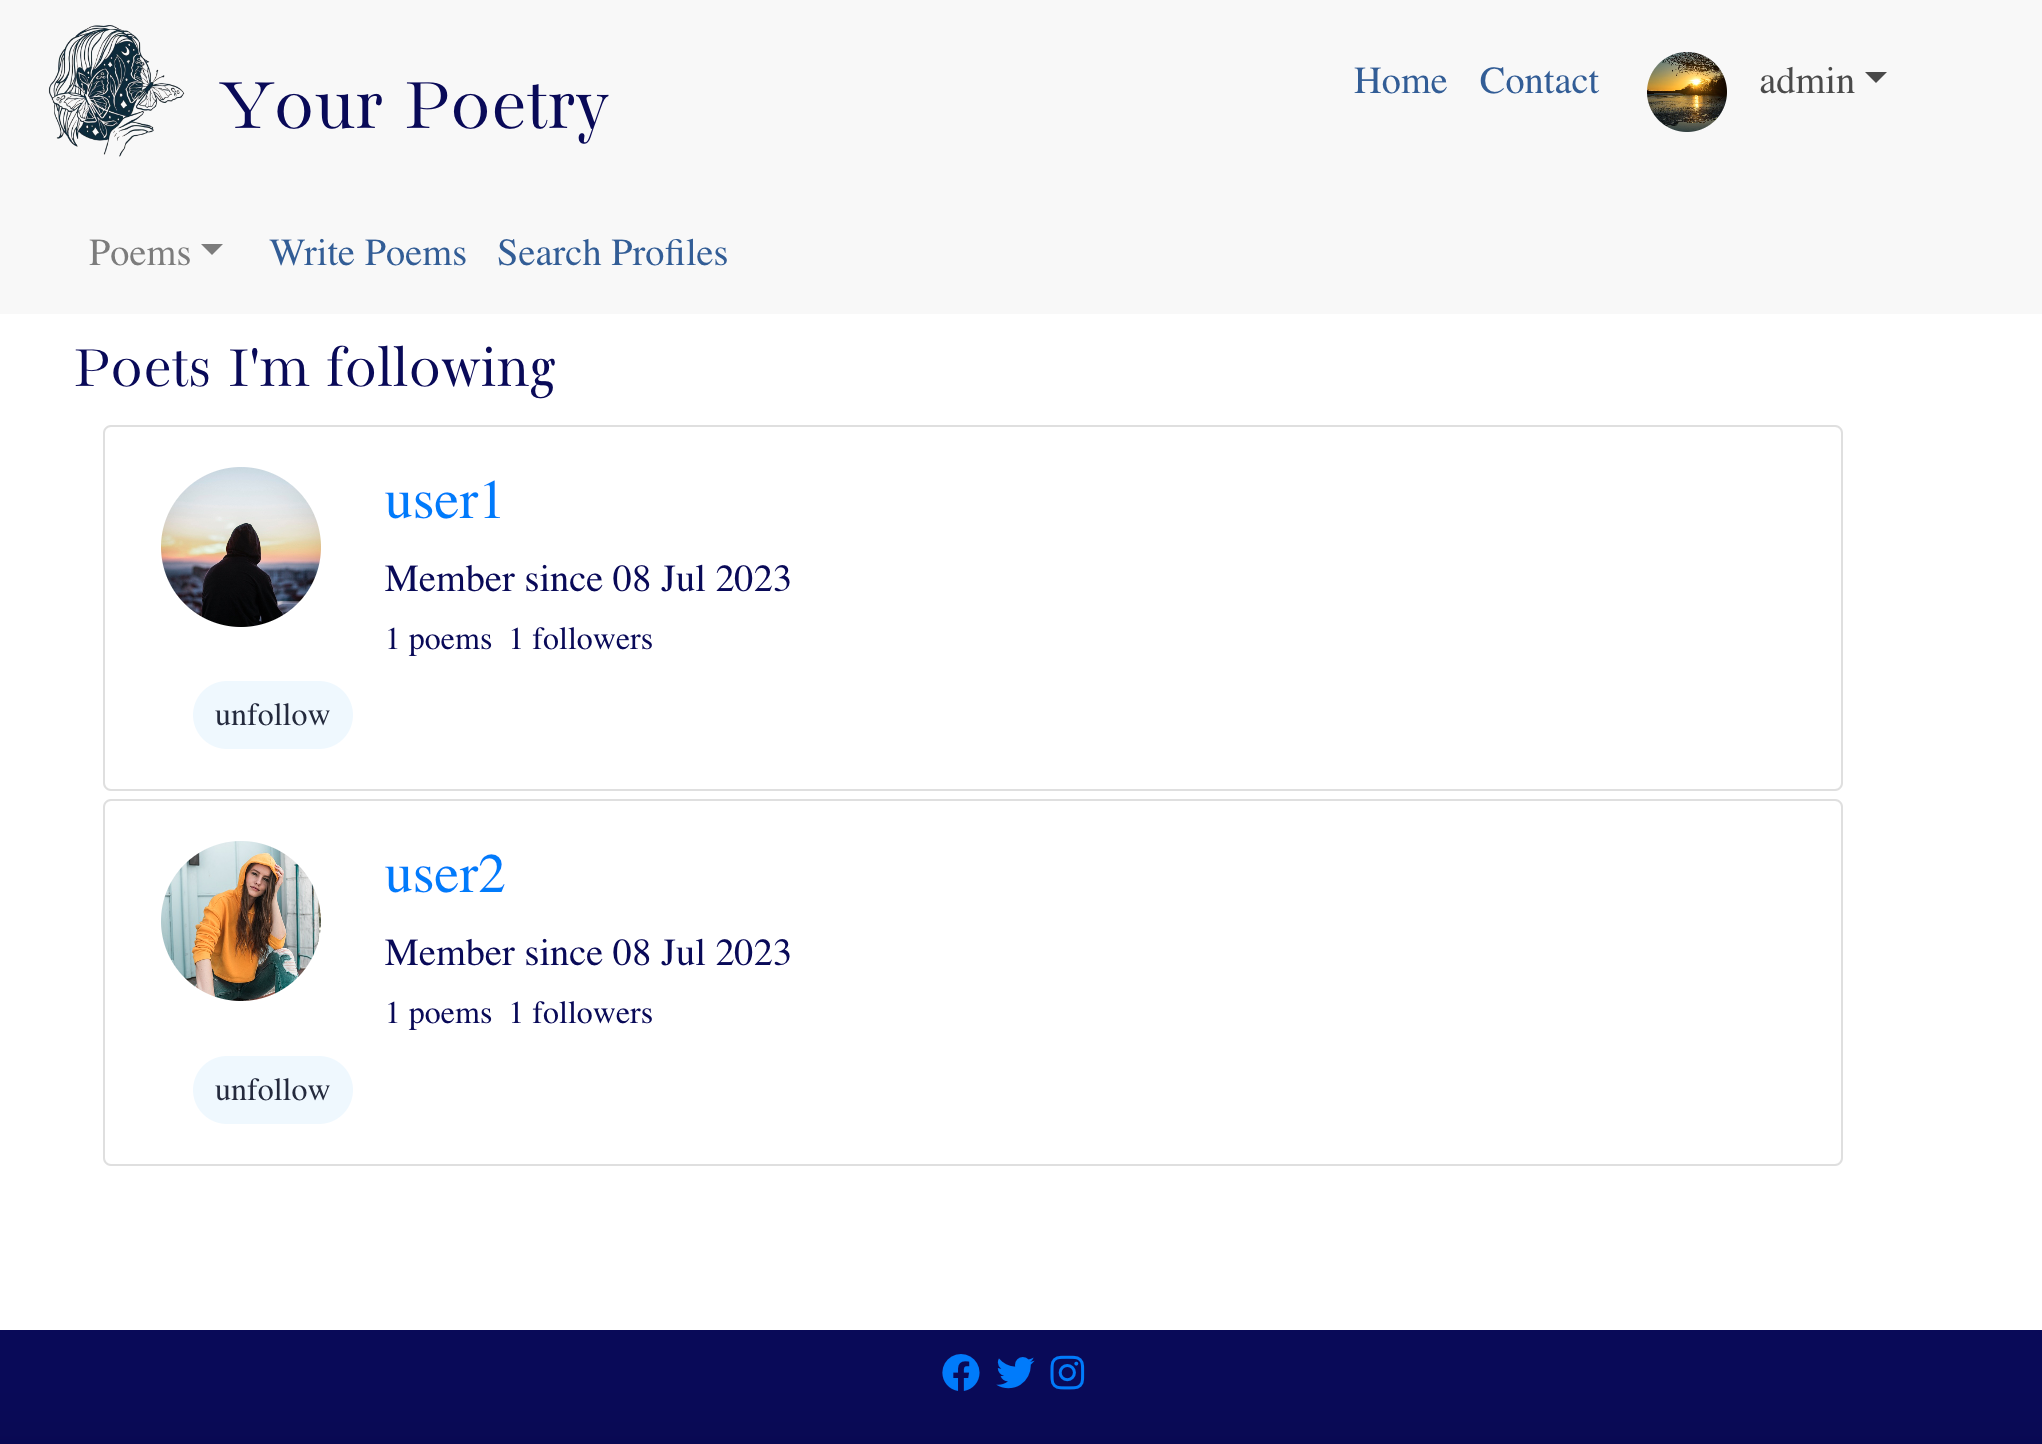 Your Poetry
Home Contact admin
Poems Write Poems Search Profiles
Poets I'm following
user1
Member since 08 Jul 2023
1 poems 1 followers
unfollow
user2
Member since 08 Jul 2023
1 poems 1 followers
unfollow